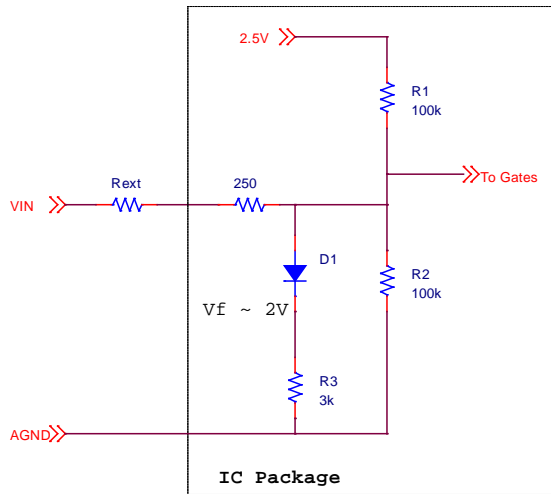 2.5V
R1
100k
To Gates
Rext
250
VIN
D1
R2
100k
Vf ~ 2V
R3
3k
AGND
IC Package